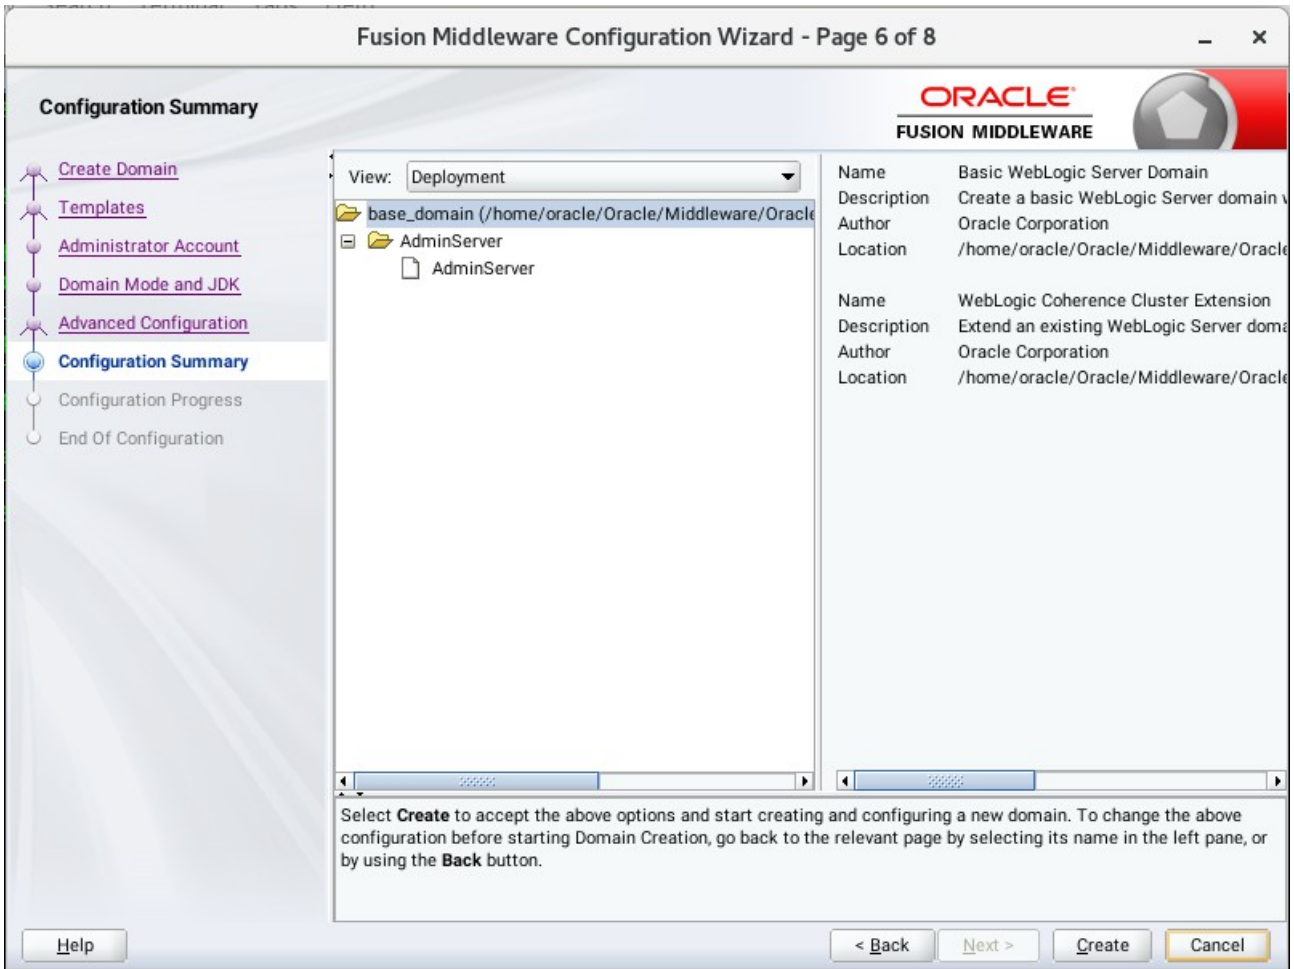 Fusion Middleware Configuration Wizard - Page 6 of 8
Configuration Summary
ORACLE
FUSION MIDDLEWARE
Create Domain
Templates
Administrator Account
Domain Mode and JDK
Advanced Configuration
Configuration Summary
Configuration Progress
End Of Configuration
View: Deployment
base_domain (/home/oracle/Oracle/Middleware/Oracle
AdminServer
AdminServer
Name Basic WebLogic Server Domain
Description Create a basic WebLogic Server domain
Author Oracle Corporation
Location /home/oracle/Oracle/Middleware/Oracle
Name WebLogic Coherence Cluster Extension
Description Extend an existing WebLogic Server doma
Author Oracle Corporation
Location /home/oracle/Oracle/Middleware/Oracle
Select Create to accept the above options and start creating and configuring a new domain. To change the above
configuration before starting Domain Creation, go back to the relevant page by selecting its name in the left pane, or
by using the Back button.
Help
< Back
Next >
Create
Cancel